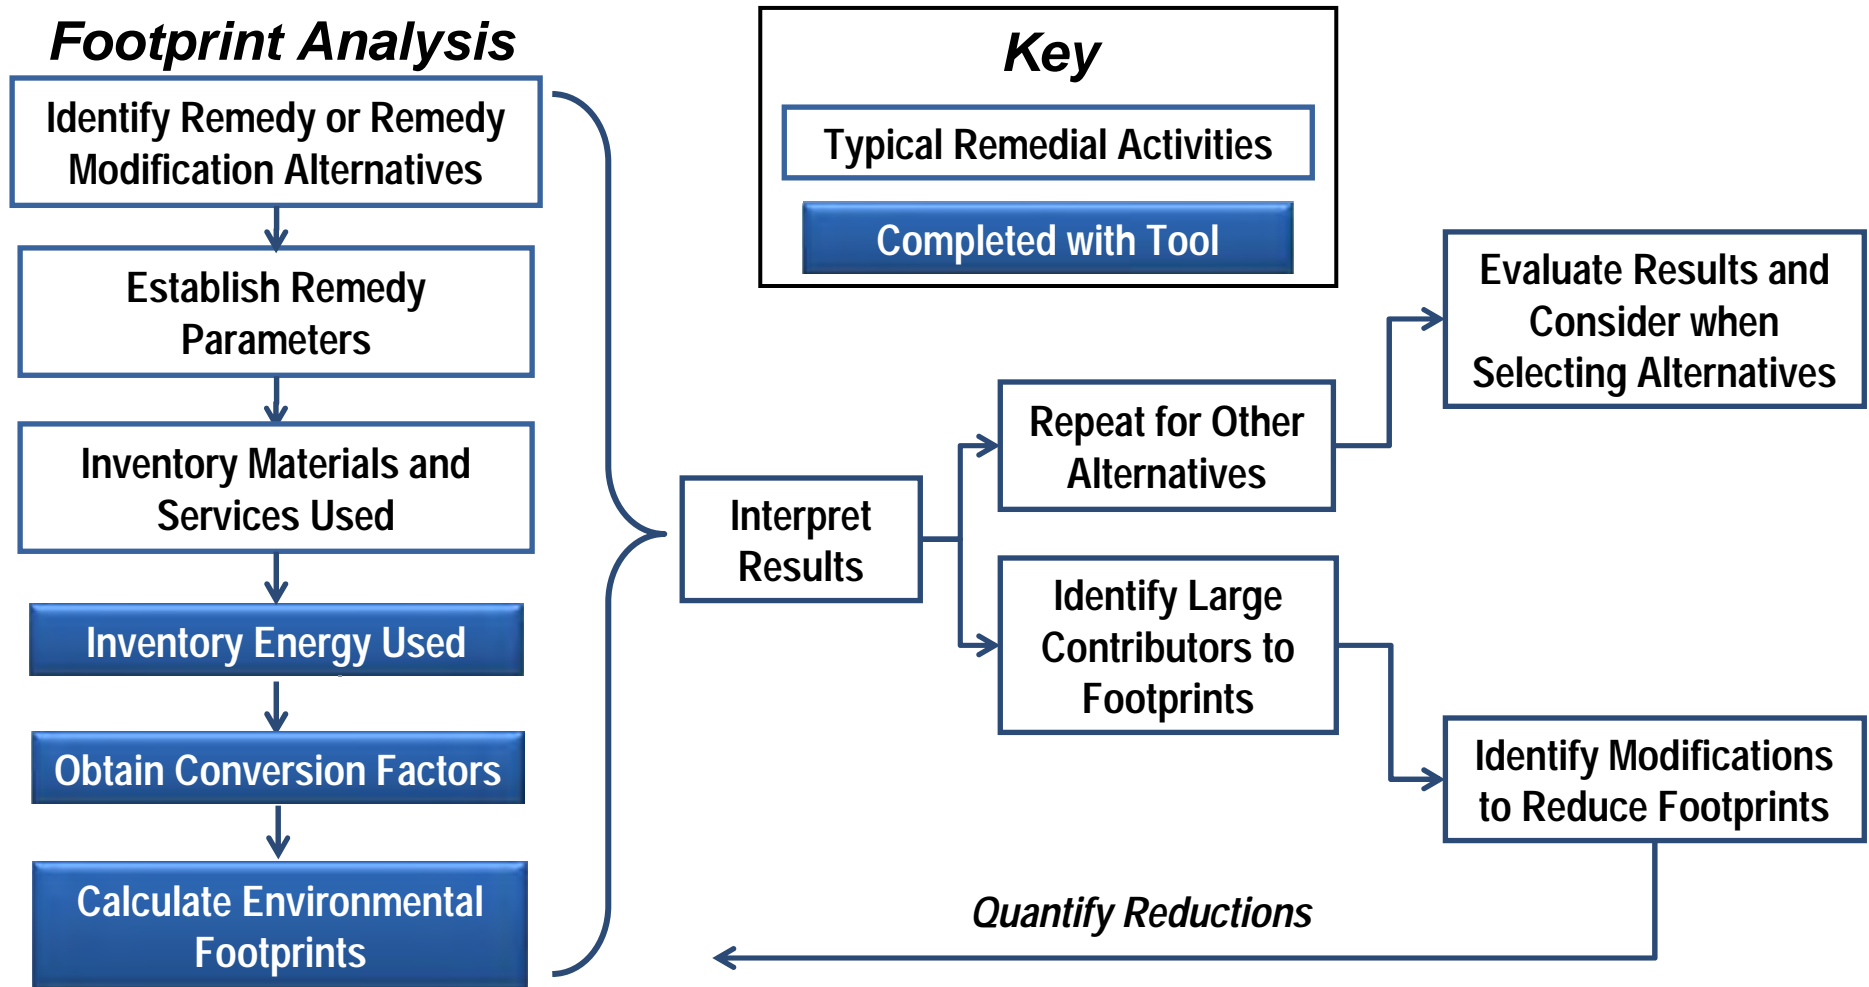 Footprint Analysis
Identify Remedy or Remedy
Modification Alternatives
Establish Remedy
Parameters
Inventory Materials and
Services Used
Inventory Energy Used
Obtain Conversion Factors
Calculate Environmental
Footprints
Key
Typical Remedial Activities
Completed with Tool
Interpret
Results
Repeat for Other
Alternatives
Identify Large
Contributors to
Footprints
Evaluate Results and
Consider when
Selecting Alternatives
Identify Modifications
to Reduce Footprints
Quantify Reductions